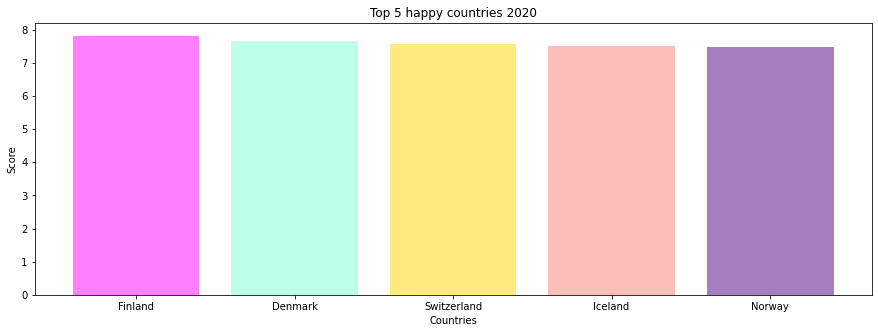 Top 5 happy countries 2020
Score
8
7
6
5
4
3
2
1
0
Finland Denmark Switzerland Iceland Norway
Countries